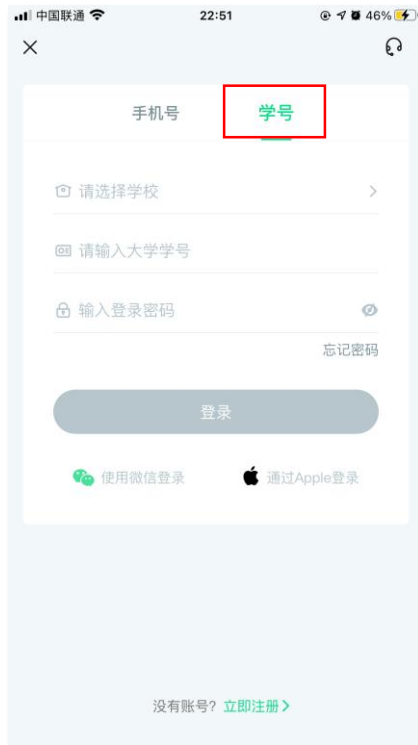 中国联通 22:51 46%
手机号 学号
请选择学校
请输入大学学号
输入登录密码
忘记密码
登录
使用微信登录 通过Apple登录
没有账号? 立即注册